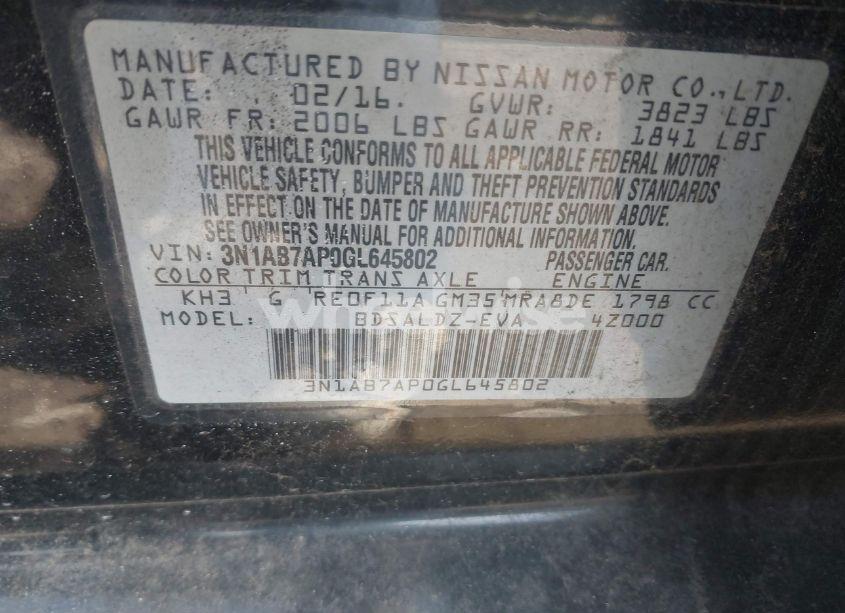 MANUFACTURED BY NISSAN MOTOR CO., LTD.
DATE: 02/16. GVWR: 3823 LBS
GAWR FR: 2006 LBS GAWR RR: 1841 LBS
THIS VEHICLE CONFORMS TO ALL APPLICABLE FEDERAL MOTOR
VEHICLE SAFETY, BUMPER AND THEFT PREVENTION STANDARDS
IN EFFECT ON THE DATE OF MANUFACTURE SHOWN ABOVE.
SEE OWNER'S MANUAL FOR ADDITIONAL INFORMATION.
VIN: 3N1AB7AP0GL645802 PASSENGER CAR.
COLOR TRIM TRANS AXLE ENGINE
KH3 G RE0F11A GM35 MRA8DE 1798 CC
MODEL: BDSALDZ-EVA 4Z000
3N1AB7AP0GL645802